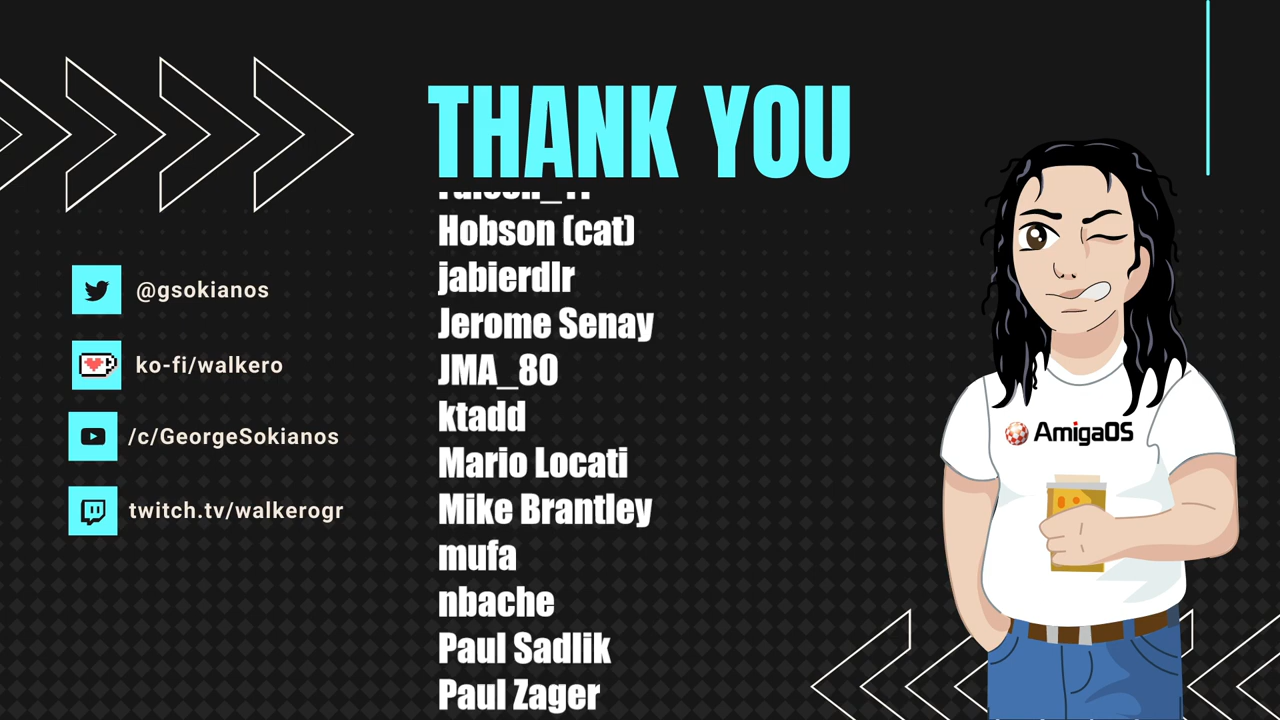 THANK YOU
Hobson (cat)
jabierdlr
Jerome Senay
JMA_80
ktadd
Mario Locati
Mike Brantley
mufa
nbache
Paul Sadlik
Paul Zager
@gsokianos
ko-fi/walkero
/c/GeorgeSokianos
twitch.tv/walkerogr
AmigaOS